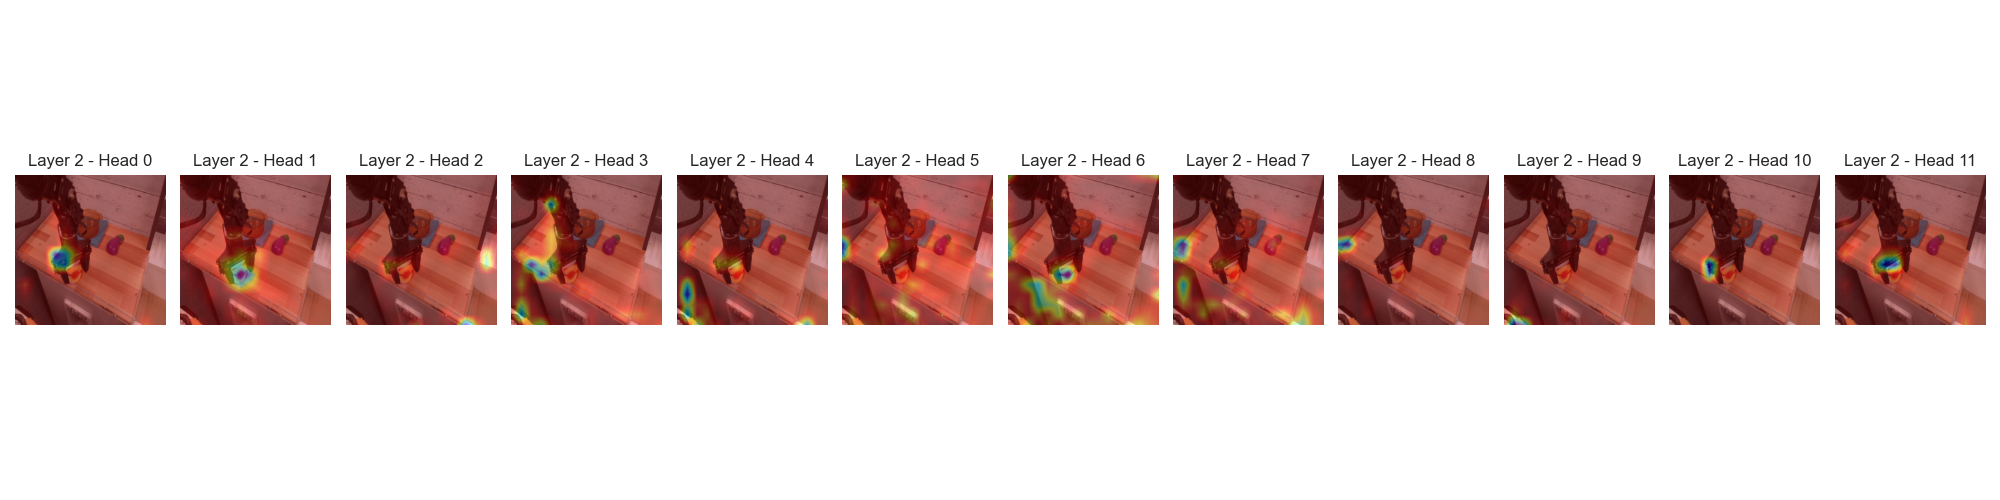 Layer 2 - Head 0
Layer 2 - Head 1
Layer 2 - Head 2
Layer 2 - Head 3
Layer 2 - Head 4
Layer 2 - Head 5
Layer 2 - Head 6
Layer 2 - Head 7
Layer 2 - Head 8
Layer 2 - Head 9
Layer 2 - Head 10
Layer 2 - Head 11